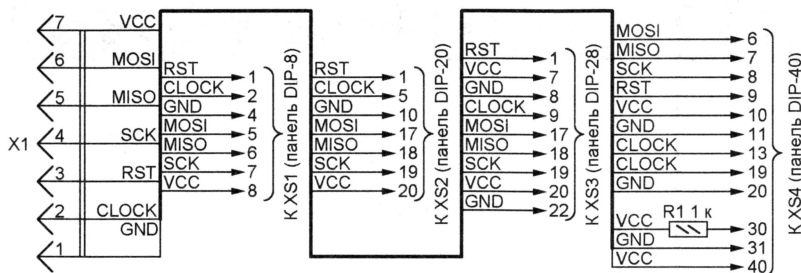 X1
7 VCC
6 MOSI
5 MISO
4 SCK
3 RST
2 CLOCK
1 GND
RST 1
CLOCK 2
GND 4
MOSI 5
MISO 6
SCK 7
VCC 8
К XS1 (панель DIP-8)
RST 1
CLOCK 5
GND 10
MOSI 17
MISO 18
SCK 19
VCC 20
К XS2 (панель DIP-20)
RST 1
VCC 7
GND 8
CLOCK 9
MOSI 17
MISO 18
SCK 19
VCC 20
GND 22
К XS3 (панель DIP-28)
MOSI 6
MISO 7
SCK 8
RST 9
VCC 10
GND 11
CLOCK 13
CLOCK 19
GND 20
VCC R1 1 к 30
GND 31
VCC 40
К XS4 (панель DIP-40)